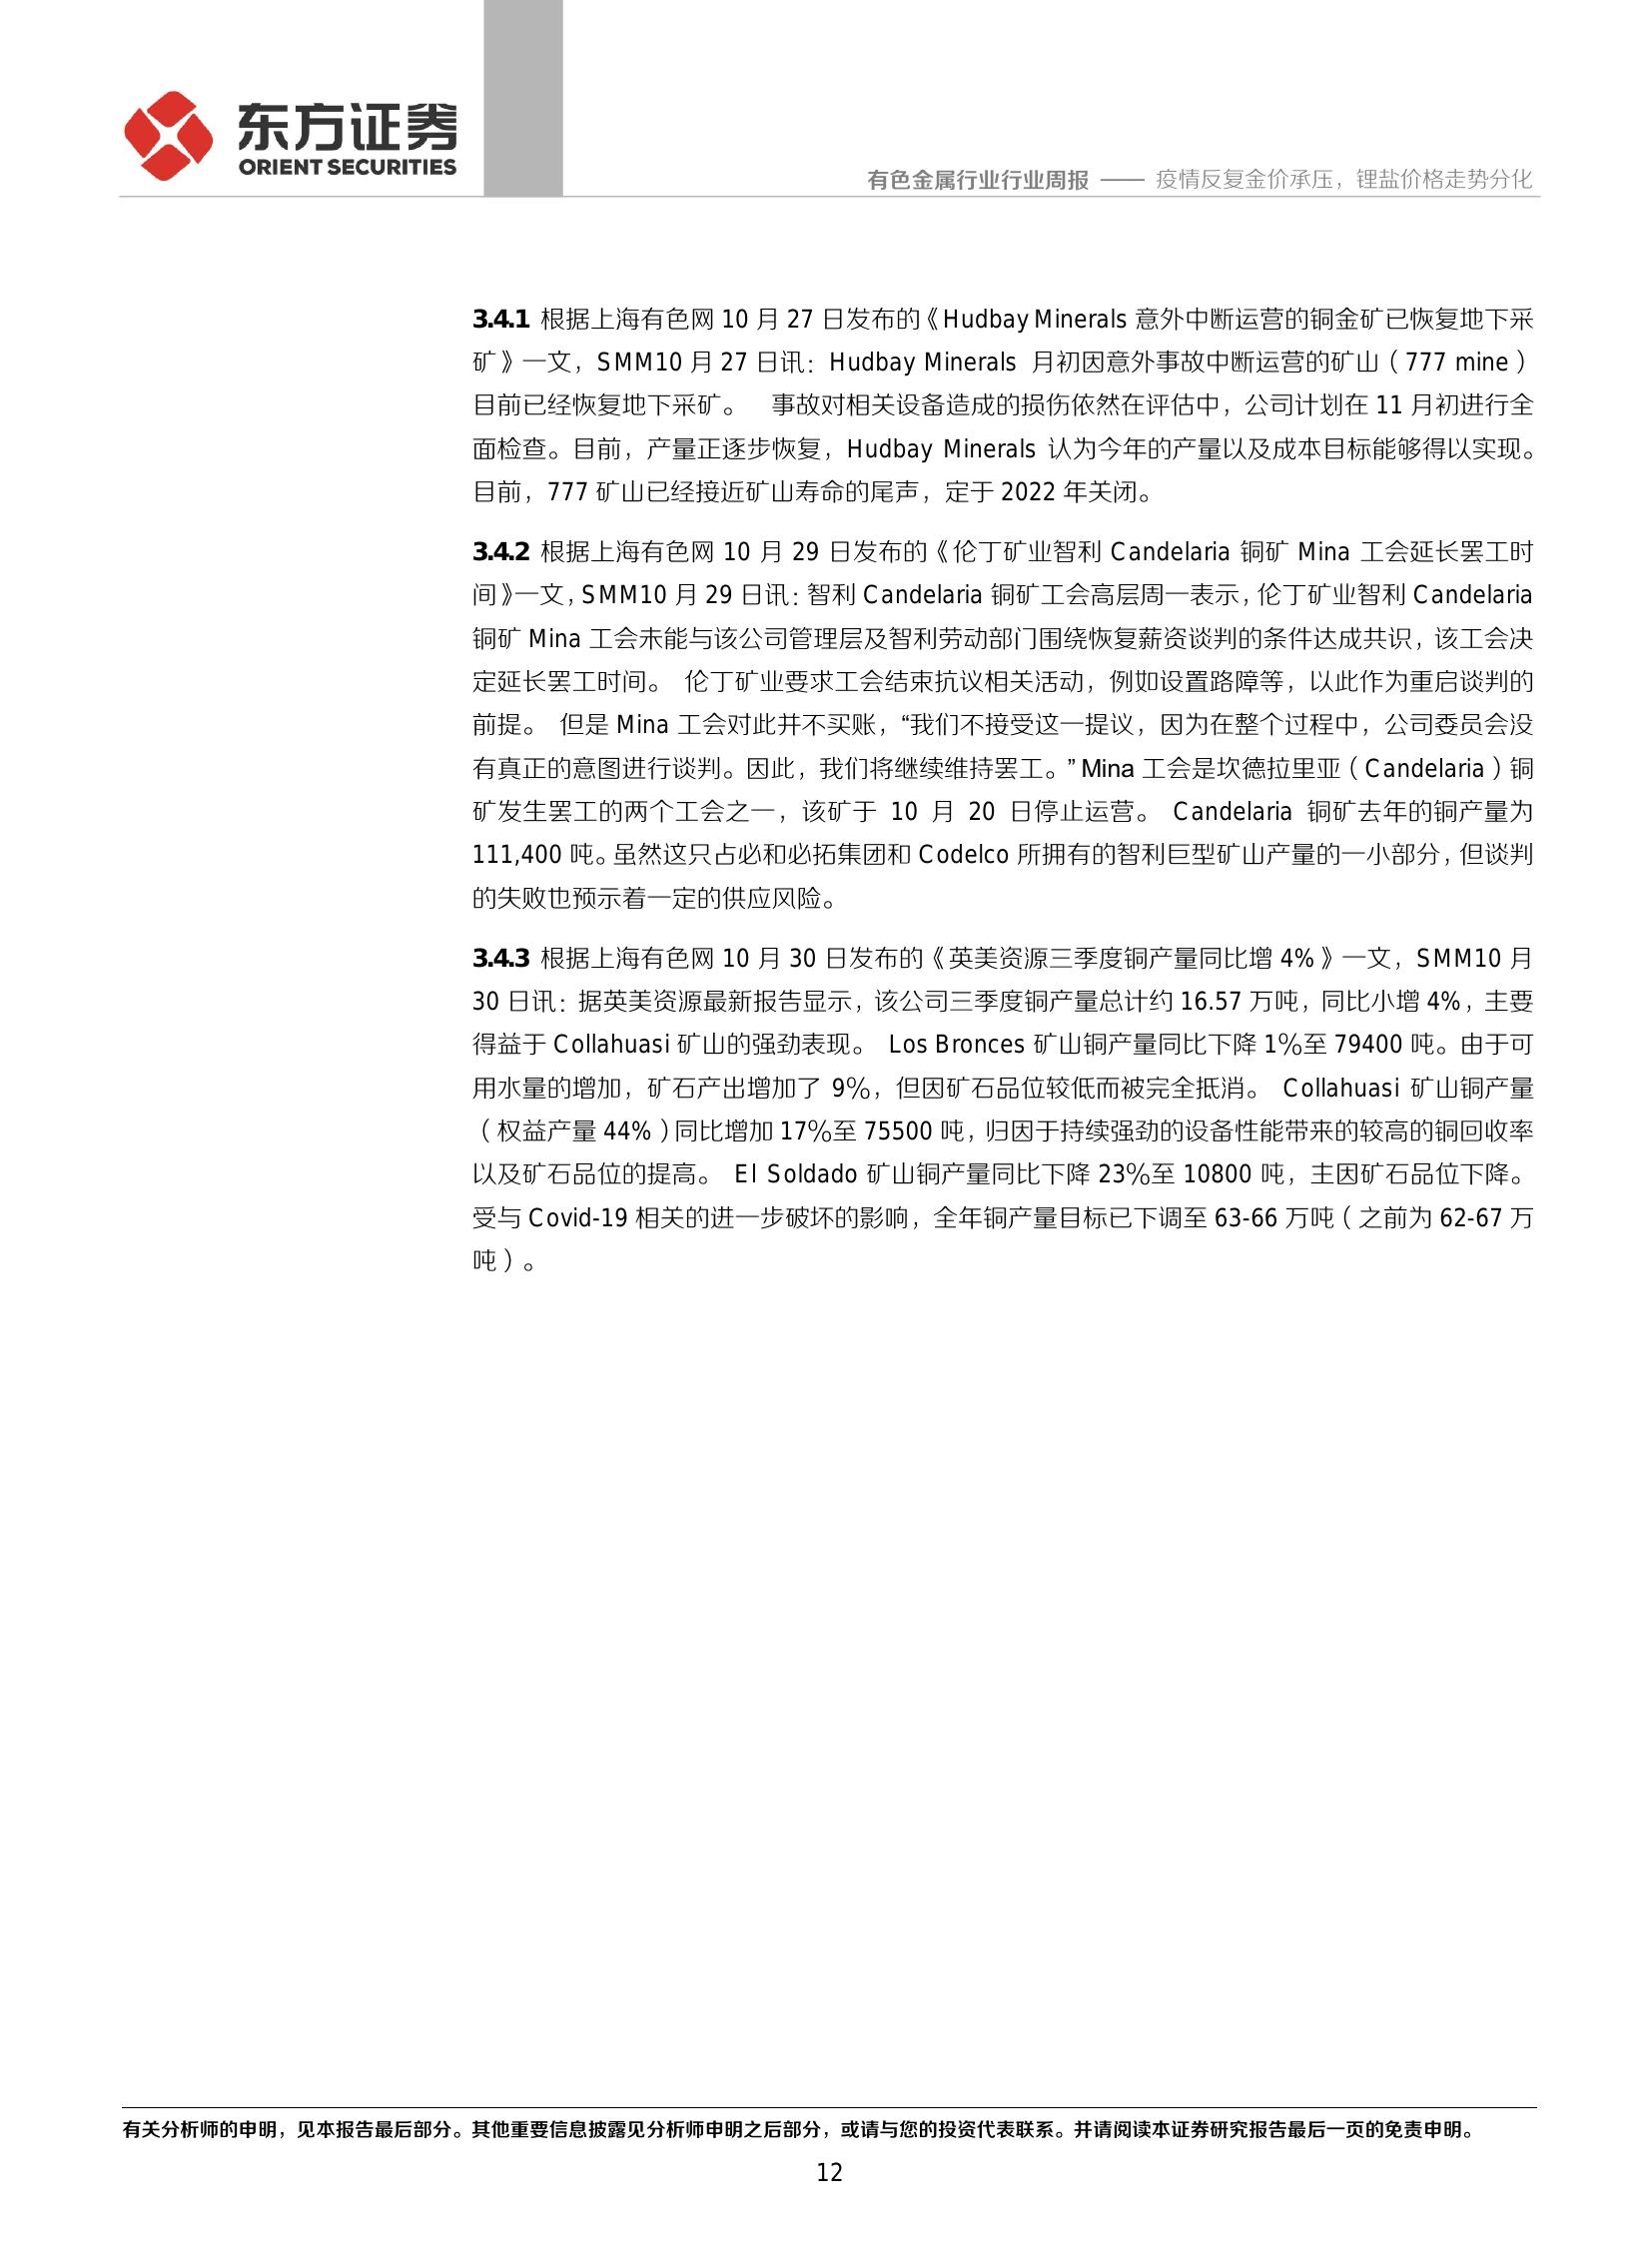 东方证券
ORIENT SECURITIES
有色金属行业行业周报 —— 疫情反复金价承压，锂盐价格走势分化
3.4.1 根据上海有色网 10 月 27 日发布的《Hudbay Minerals 意外中断运营的铜金矿已恢复地下采
矿》一文，SMM10 月 27 日讯：Hudbay Minerals 月初因意外事故中断运营的矿山（777 mine）
目前已经恢复地下采矿。 事故对相关设备造成的损伤依然在评估中，公司计划在 11 月初进行全
面检查。目前，产量正逐步恢复，Hudbay Minerals 认为今年的产量以及成本目标能够得以实现。
目前，777 矿山已经接近矿山寿命的尾声，定于 2022 年关闭。
3.4.2 根据上海有色网 10 月 29 日发布的《伦丁矿业智利 Candelaria 铜矿 Mina 工会延长罢工时
间》一文，SMM10 月 29 日讯：智利 Candelaria 铜矿工会高层周一表示，伦丁矿业智利 Candelaria
铜矿 Mina 工会未能与该公司管理层及智利劳动部门围绕恢复薪资谈判的条件达成共识，该工会决
定延长罢工时间。 伦丁矿业要求工会结束抗议相关活动，例如设置路障等，以此作为重启谈判的
前提。 但是 Mina 工会对此并不买账，“我们不接受这一提议，因为在整个过程中，公司委员会没
有真正的意图进行谈判。因此，我们将继续维持罢工。” Mina 工会是坎德拉里亚（Candelaria）铜
矿发生罢工的两个工会之一，该矿于 10 月 20 日停止运营。 Candelaria 铜矿去年的铜产量为
111,400 吨。虽然这只占必和必拓集团和 Codelco 所拥有的智利巨型矿山产量的一小部分，但谈判
的失败也预示着一定的供应风险。
3.4.3 根据上海有色网 10 月 30 日发布的《英美资源三季度铜产量同比增 4%》一文，SMM10 月
30 日讯：据英美资源最新报告显示，该公司三季度铜产量总计约 16.57 万吨，同比小增 4%，主要
得益于 Collahuasi 矿山的强劲表现。 Los Bronces 矿山铜产量同比下降 1％至 79400 吨。由于可
用水量的增加，矿石产出增加了 9％，但因矿石品位较低而被完全抵消。 Collahuasi 矿山铜产量
（权益产量 44%）同比增加 17％至 75500 吨，归因于持续强劲的设备性能带来的较高的铜回收率
以及矿石品位的提高。 El Soldado 矿山铜产量同比下降 23％至 10800 吨，主因矿石品位下降。
受与 Covid-19 相关的进一步破坏的影响，全年铜产量目标已下调至 63-66 万吨（之前为 62-67 万
吨）。
有关分析师的申明，见本报告最后部分。其他重要信息披露见分析师申明之后部分，或请与您的投资代表联系。并请阅读本证券研究报告最后一页的免责申明。
12